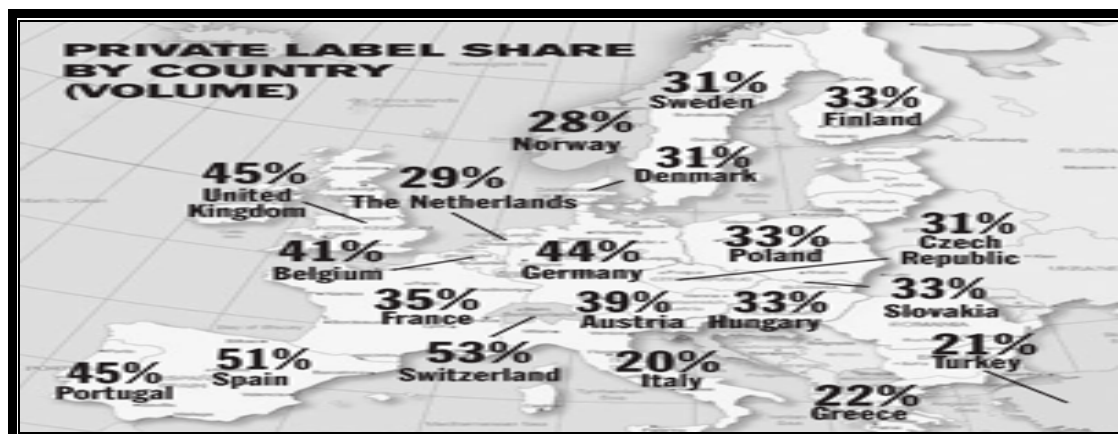 PRIVATE LABEL SHARE
BY COUNTRY
(VOLUME)
31%
Sweden
33%
Finland
28%
Norway
31%
Denmark
45%
United
Kingdom
29%
The Netherlands
41%
Belgium
44%
Germany
33%
Poland
31%
Czech
Republic
35%
France
39%
Austria
33%
Hungary
33%
Slovakia
45%
Portugal
51%
Spain
53%
Switzerland
20%
Italy
21%
Turkey
22%
Greece